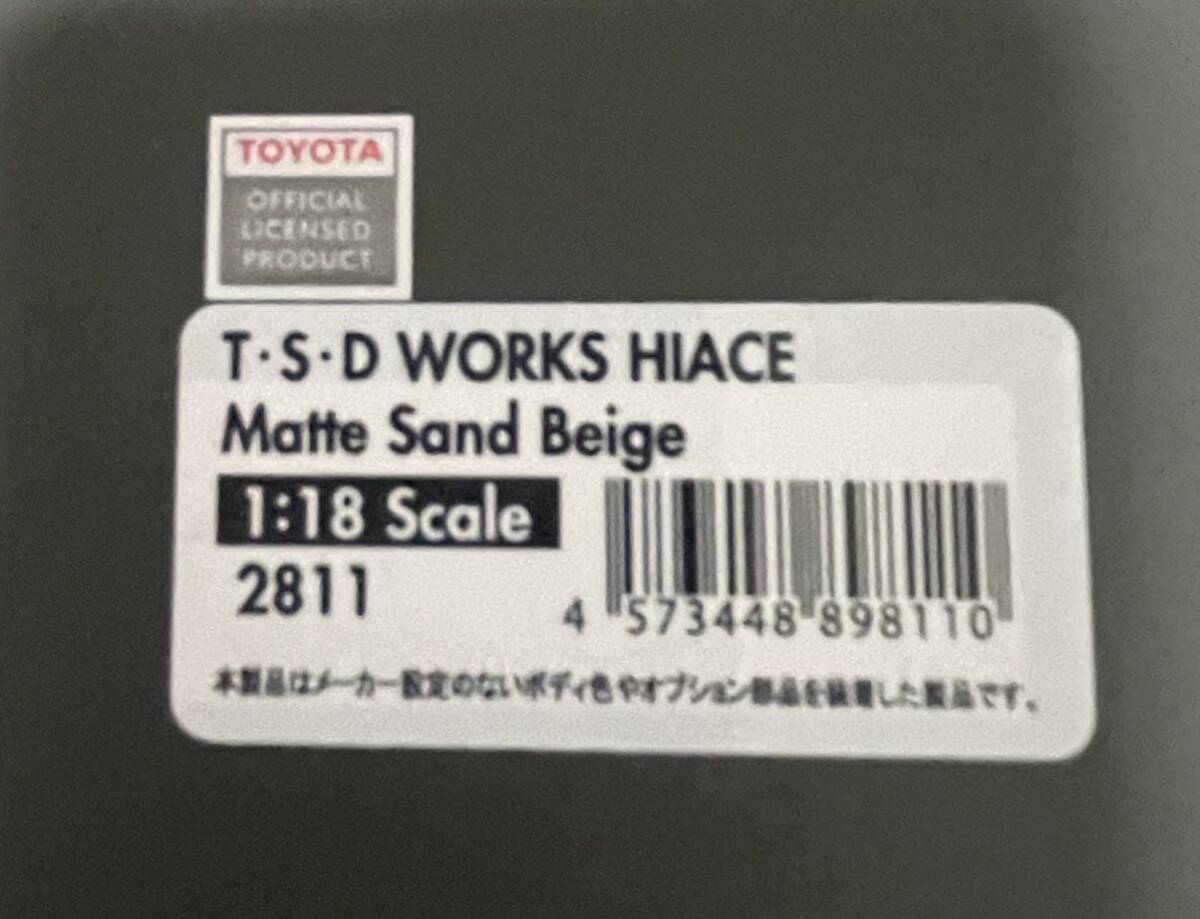 TOYOTA
OFFICIAL
LICENSED
PRODUCT
T·S·D WORKS HIACE
Matte Sand Beige
1:18 Scale
2811
4 573448 898110
本製品はメーカー設定のないボディ色やオプション部品を装着した製品です。